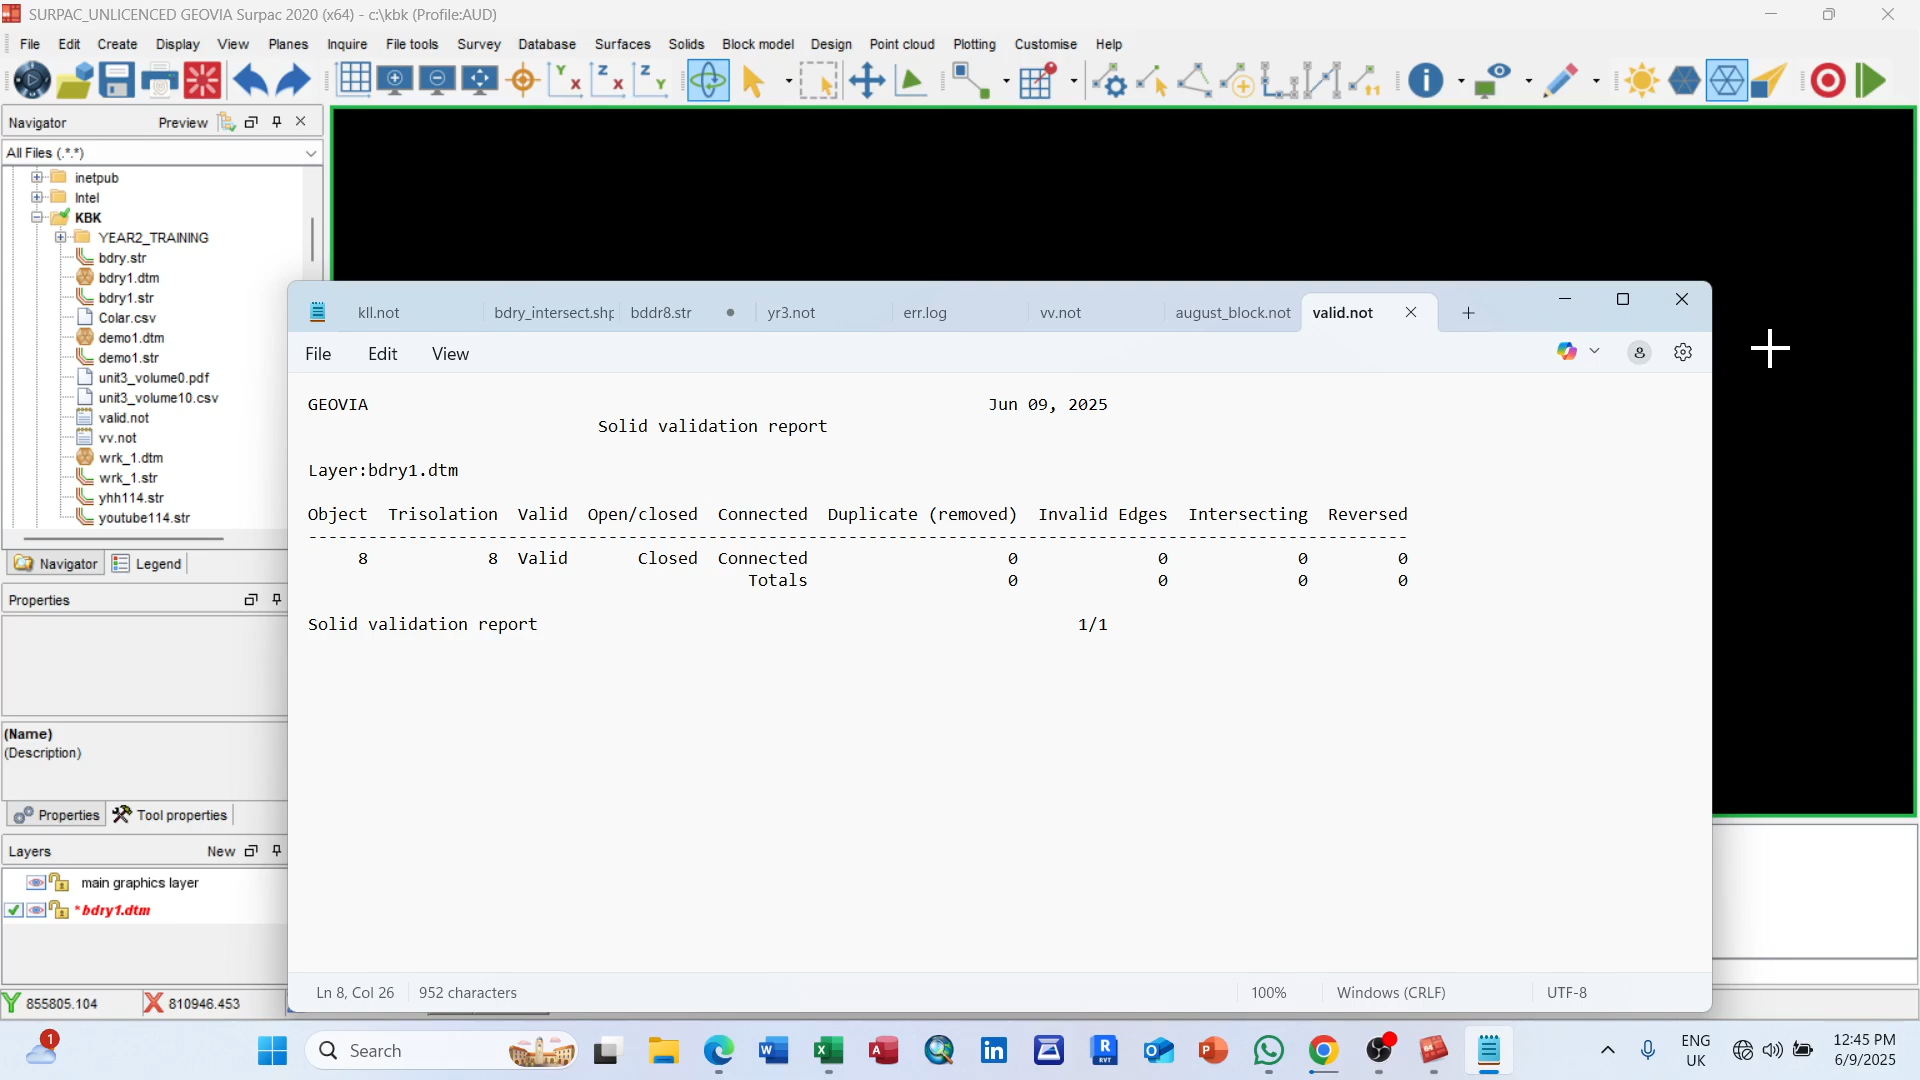 SURPAC_UNLICENCED GEOVIA Surpac 2020 (x64) - c:\kbk (Profile:AUD)
File Edit Create Display View Planes Inquire File tools Survey Database Surfaces Solids Block model Design Point cloud Plotting Customise Help
Navigator Preview
All Files (.*.*)
inetpub
Intel
KBK
YEAR2_TRAINING
bdry.str
bdry1.dtm
bdry1.str
Colar.csv
demo1.dtm
demo1.str
unit3_volume0.pdf
unit3_volume10.csv
valid.not
vv.not
wrk_1.dtm
wrk_1.str
yhh114.str
youtube114.str
Navigator Legend
Properties
(Name)
(Description)
Properties Tool properties
Layers New
main graphics layer
* bdry1.dtm
Y 855805.104 X 810946.453
kll.not bdry_intersect.shp bddr8.str yr3.not err.log vv.not august_block.not valid.not
File Edit View
GEOVIA Jun 09, 2025
Solid validation report
Layer:bdry1.dtm
Object Trisolation Valid Open/closed Connected Duplicate (removed) Invalid Edges Intersecting Reversed
--------------------------------------------------------------------------------------------------------------
8 8 Valid Closed Connected 0 0 0 0
Totals 0 0 0 0
Solid validation report 1/1
Ln 8, Col 26 952 characters 100% Windows (CRLF) UTF-8
1 Search ENG 12:45 PM
UK 6/9/2025